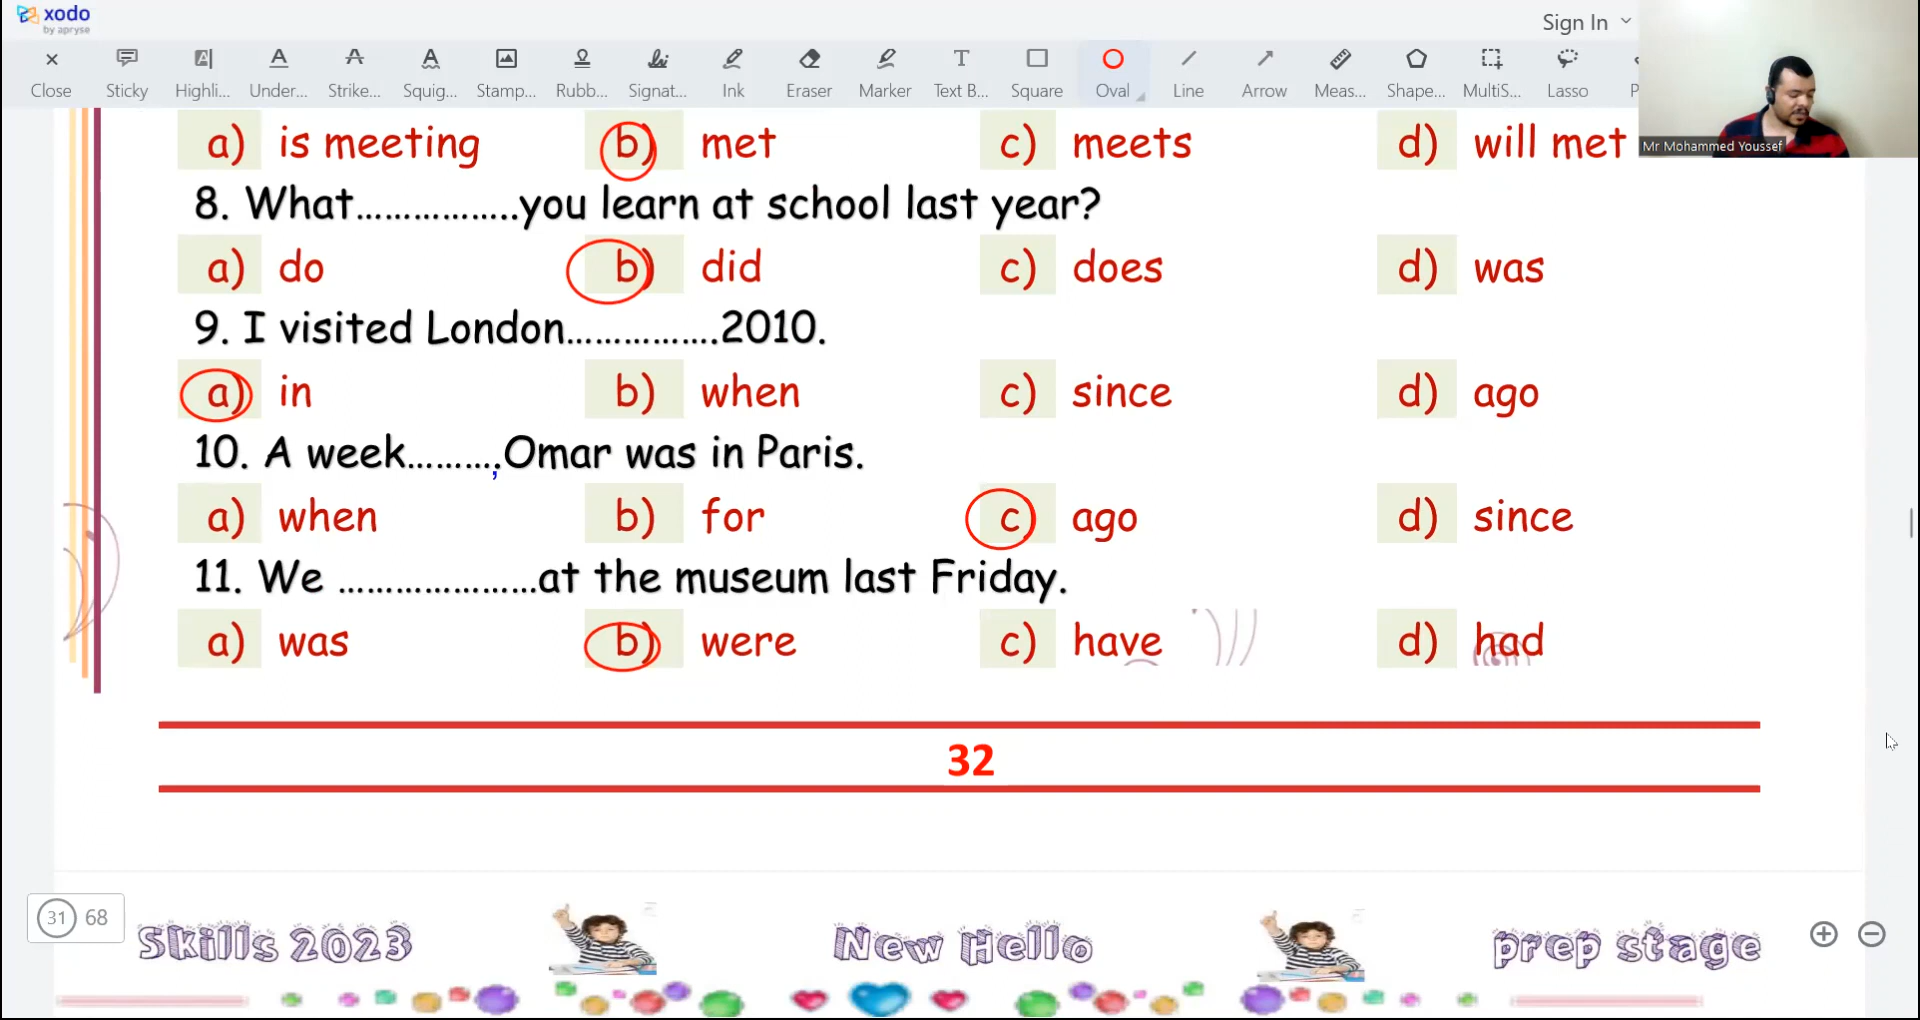 xodo
by apryse
Sign In
Close Sticky Highli... Under... Strike... Squig... Stamp... Rubb... Signat... Ink Eraser Marker Text B... Square Oval Line Arrow Meas... Shape... MultiS... Lasso P
Mr Mohammed Youssef
a) is meeting b) met c) meets d) will met
8. What……………..you learn at school last year?
a) do b) did c) does d) was
9. I visited London…………….2010.
a) in b) when c) since d) ago
10. A week………,Omar was in Paris.
a) when b) for c) ago d) since
11. We …………………at the museum last Friday.
a) was b) were c) have d) had
32
31 68
Skills 2023 New Hello prep stage